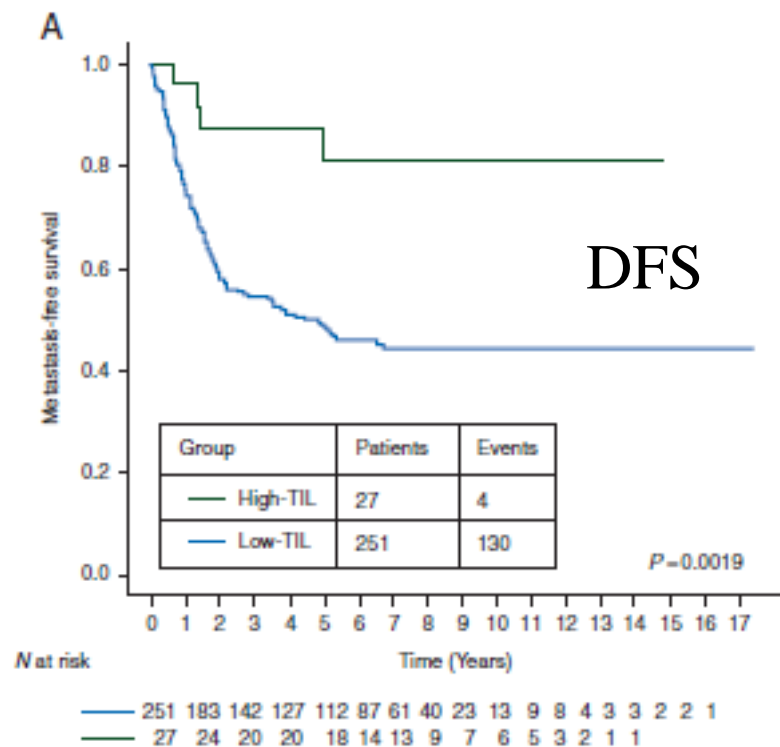 A
1.0
0.8
0.6
0.4
0.2
0.0
Metastasis-free survival
DFS
Group Patients Events
High-TIL 27 4
Low-TIL 251 130
P=0.0019
0 1 2 3 4 5 6 7 8 9 10 11 12 13 14 15 16 17
N at risk Time (Years)
251 183 142 127 112 87 61 40 23 13 9 8 4 3 3 2 2 1
27 24 20 20 18 14 13 9 7 6 5 3 2 1 1